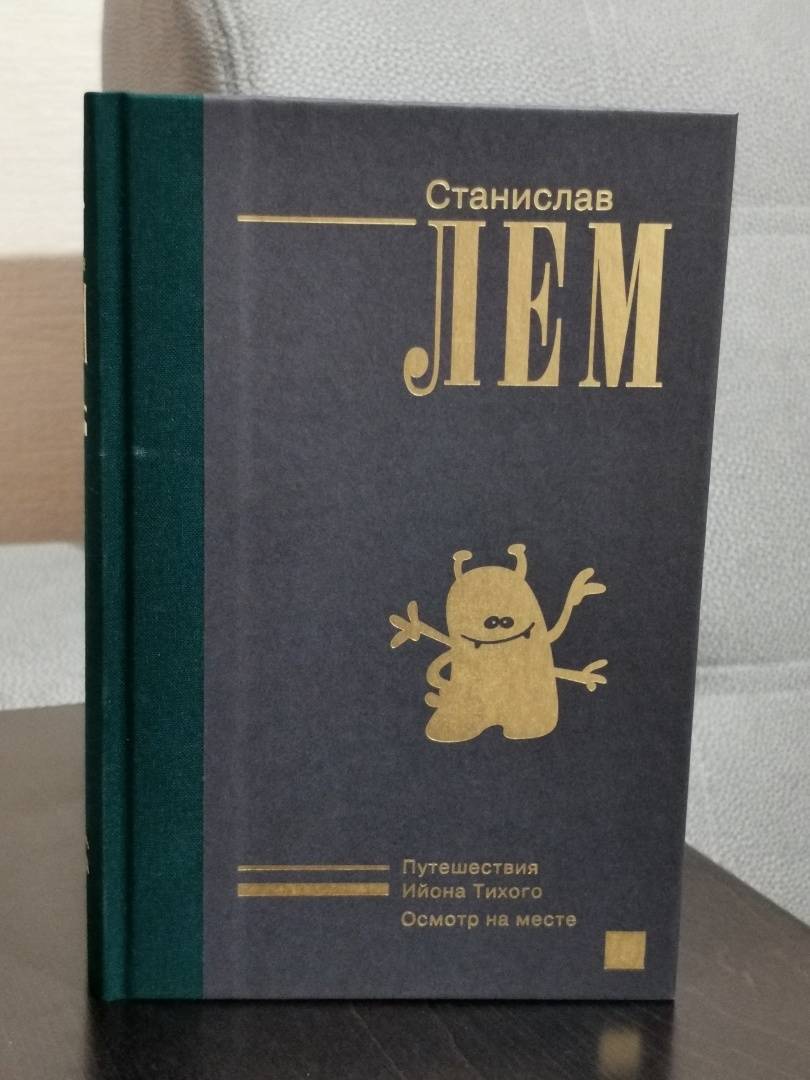 Станислав
ЛЕМ
Путешествия
Ийона Тихого
Осмотр на месте